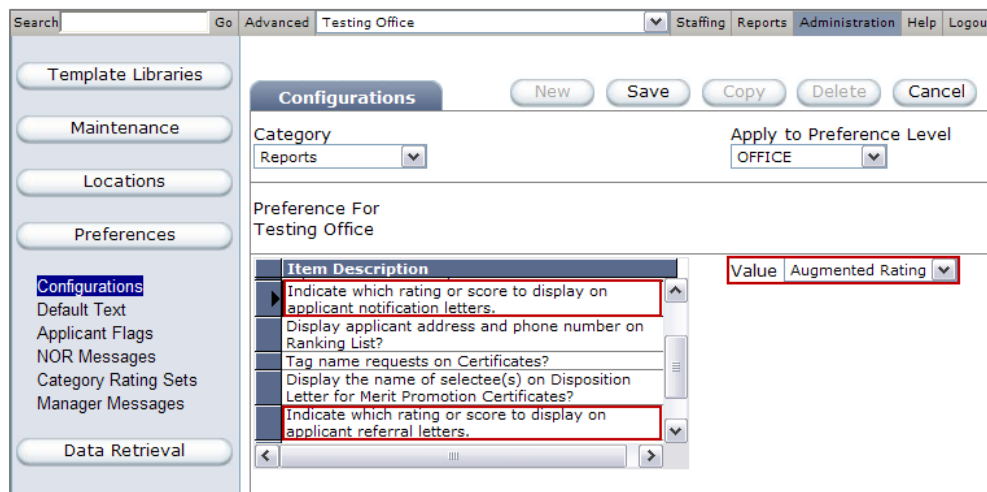 Search Go Advanced Testing Office Staffing Reports Administration Help Logou
Template Libraries
Maintenance
Locations
Preferences
Configurations
Default Text
Applicant Flags
NOR Messages
Category Rating Sets
Manager Messages
Data Retrieval
Configurations New Save Copy Delete Cancel
Category
Reports
Apply to Preference Level
OFFICE
Preference For
Testing Office
Item Description
Indicate which rating or score to display on
applicant notification letters.
Display applicant address and phone number on
Ranking List?
Tag name requests on Certificates?
Display the name of selectee(s) on Disposition
Letter for Merit Promotion Certificates?
Indicate which rating or score to display on
applicant referral letters.
Value Augmented Rating